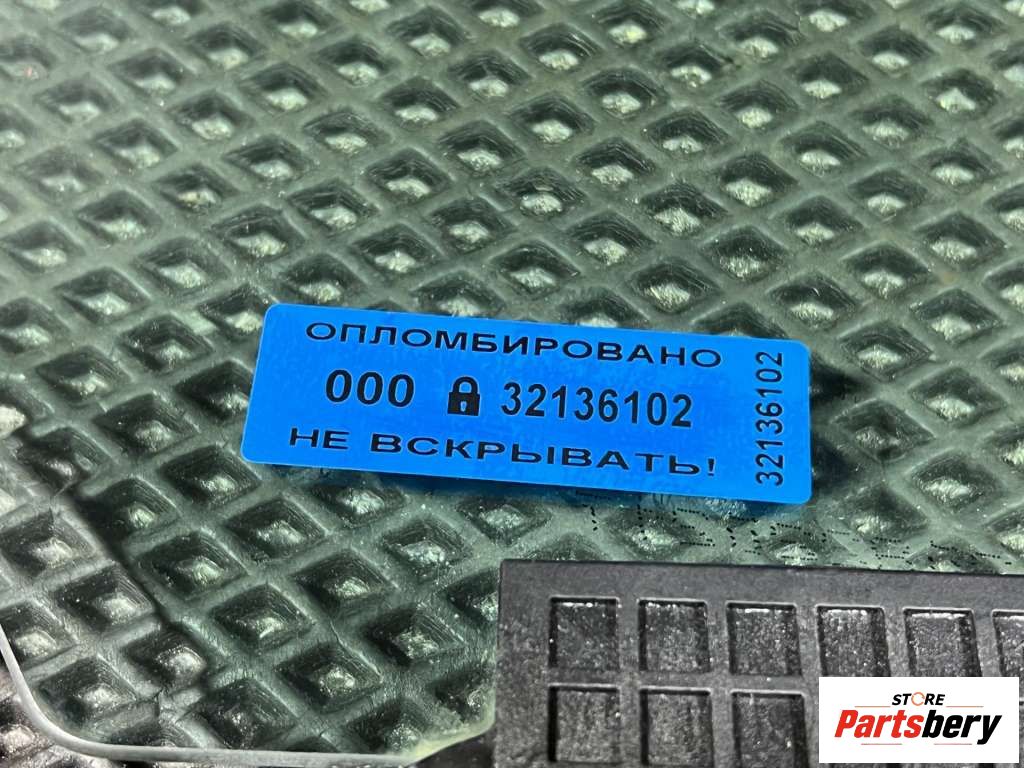 ОПЛОМБИРОВАНО
000 32136102
НЕ ВСКРЫВАТЬ!
32136102
STORE
Partsbery